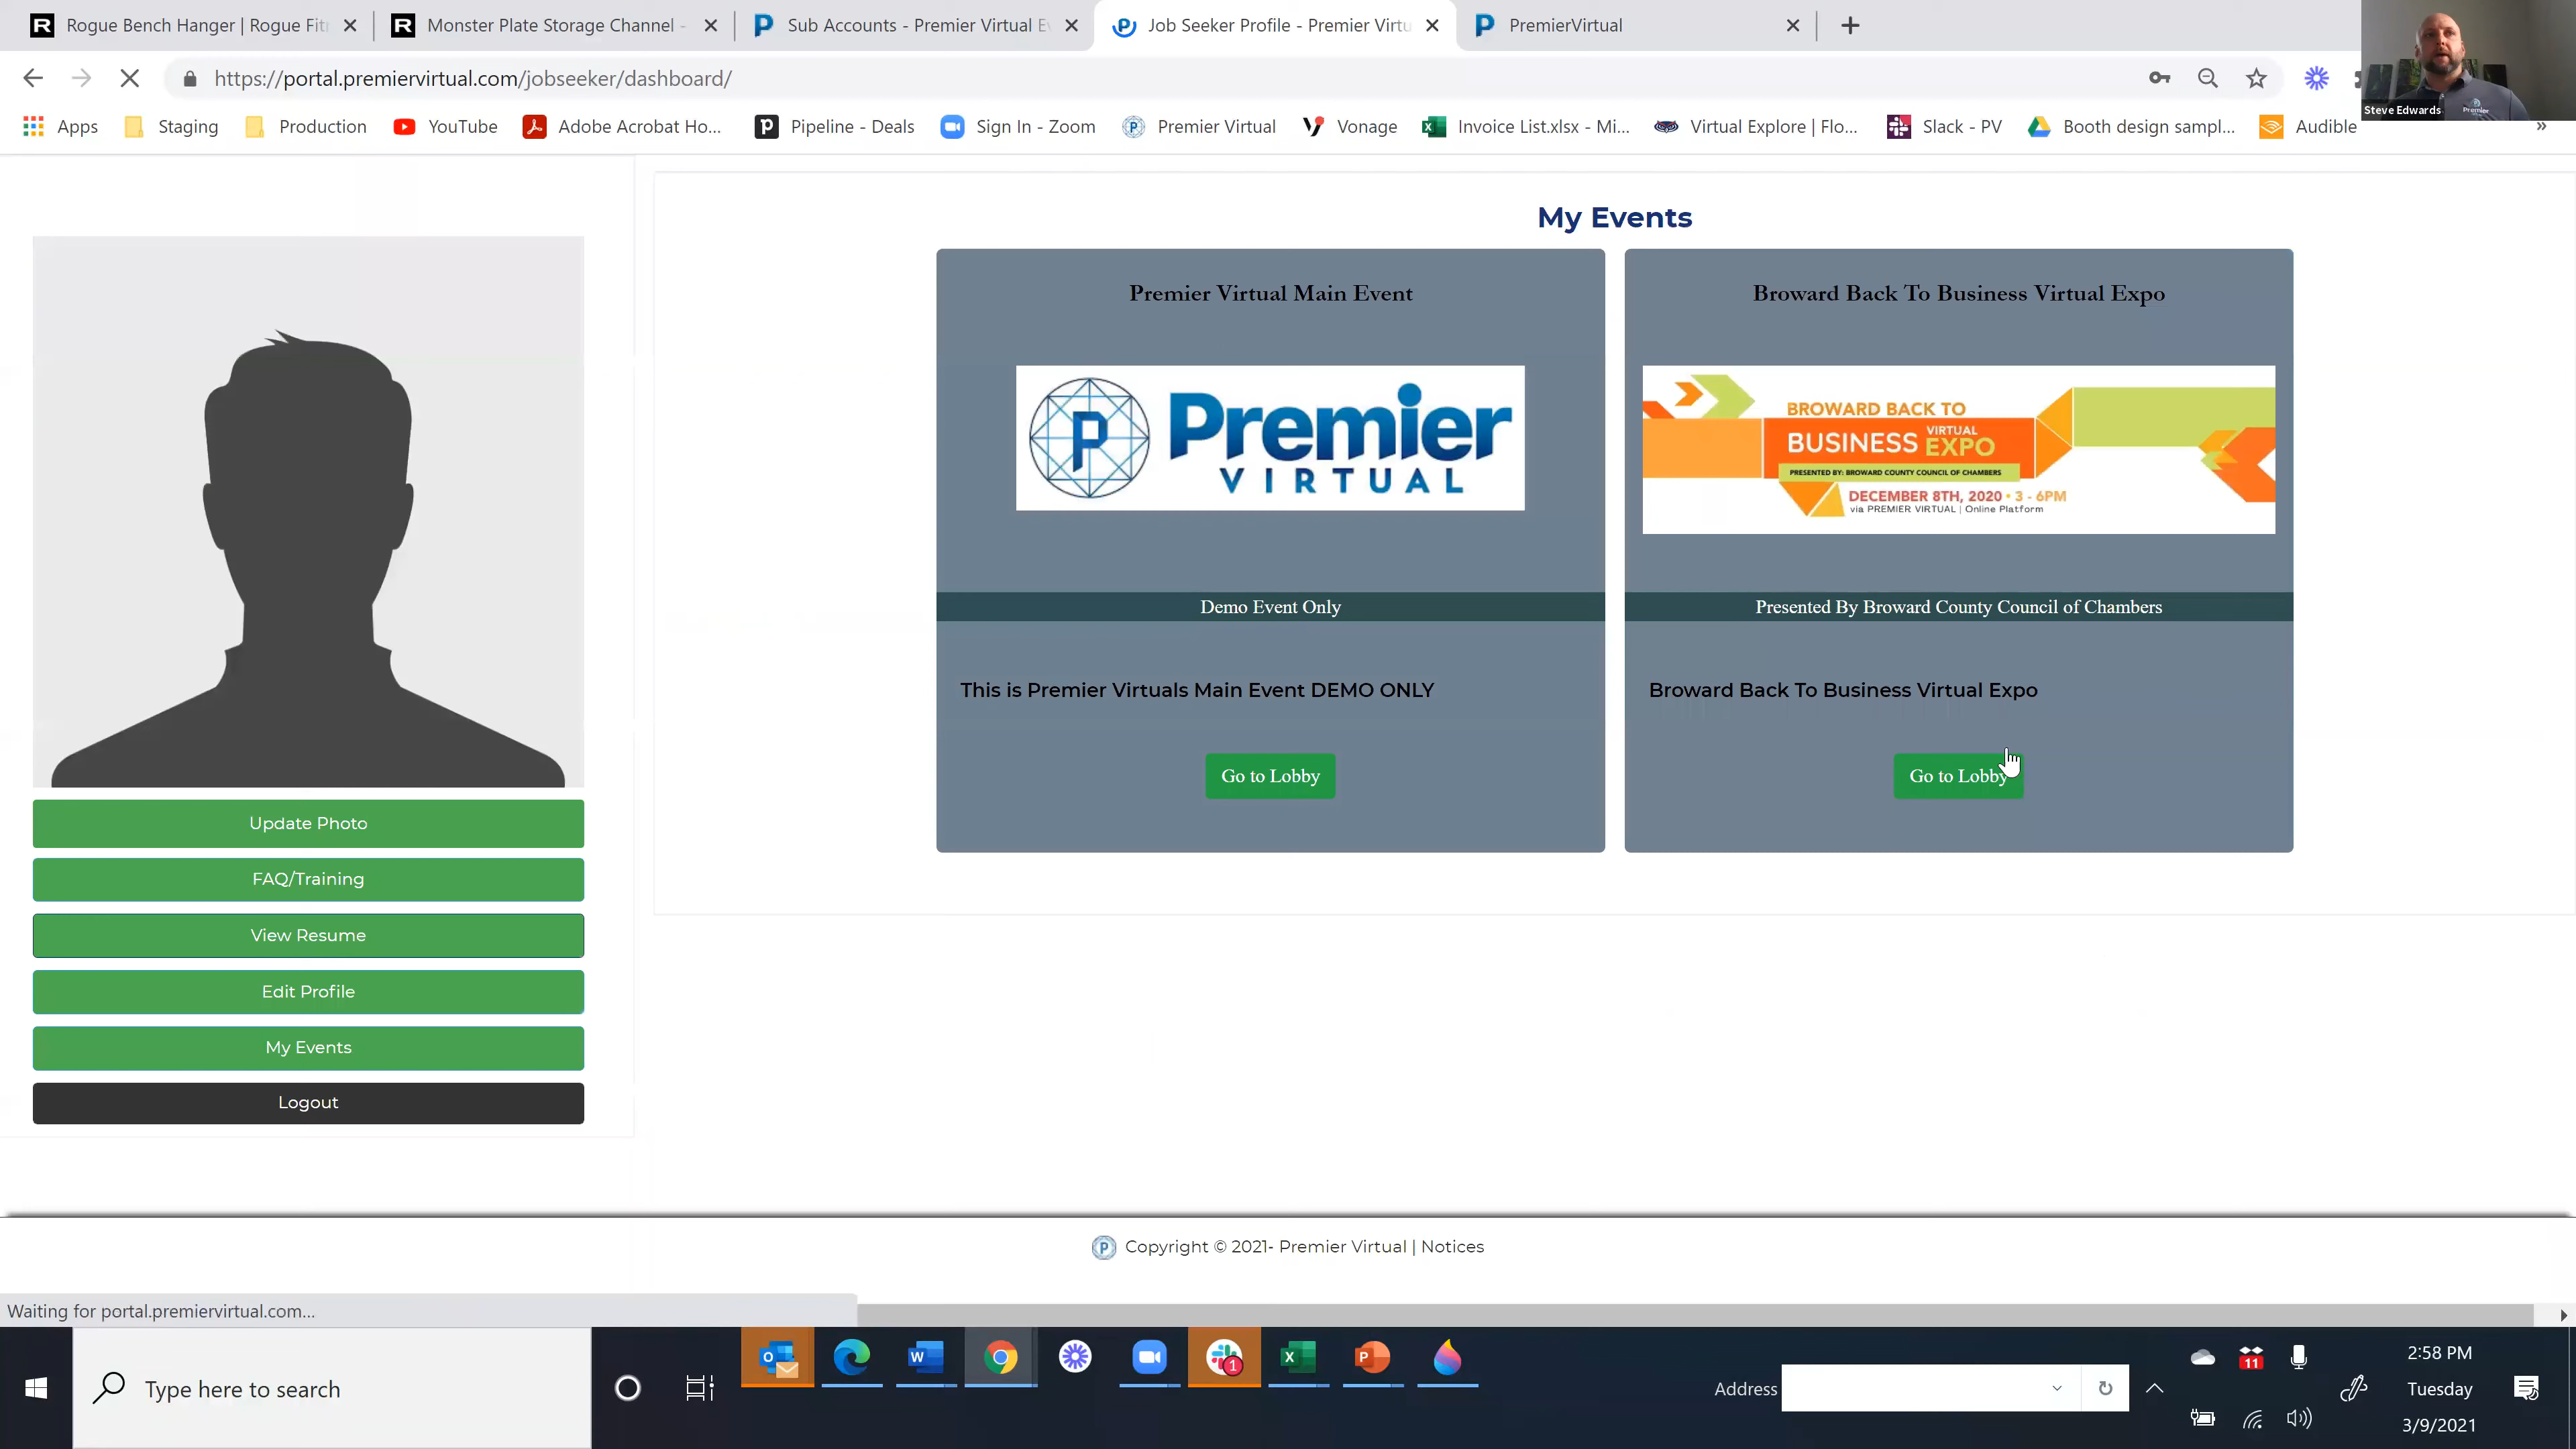 Rogue Bench Hanger | Rogue Fit
Monster Plate Storage Channel -
Sub Accounts - Premier Virtual Ev
Job Seeker Profile - Premier Virtu
PremierVirtual
https://portal.premiervirtual.com/jobseeker/dashboard/
Steve Edwards
Premier
Apps
Staging
Production
YouTube
Adobe Acrobat Ho...
Pipeline - Deals
Sign In - Zoom
Premier Virtual
Vonage
Invoice List.xlsx - Mi...
Virtual Explore | Flo...
Slack - PV
Booth design sampl...
Audible
»
My Events
Premier Virtual Main Event
P Premier
VIRTUAL
Demo Event Only
This is Premier Virtuals Main Event DEMO ONLY
Go to Lobby
Broward Back To Business Virtual Expo
BROWARD BACK TO
BUSINESS VIRTUAL EXPO
PRESENTED BY: BROWARD COUNTY COUNCIL OF CHAMBERS
DECEMBER 8TH, 2020 • 3 - 6PM
via PREMIER VIRTUAL | Online Platform
Presented By Broward County Council of Chambers
Broward Back To Business Virtual Expo
Go to Lobby
Update Photo
FAQ/Training
View Resume
Edit Profile
My Events
Logout
Copyright © 2021- Premier Virtual | Notices
Waiting for portal.premiervirtual.com...
Type here to search
1
Address
11
2:58 PM
Tuesday
3/9/2021